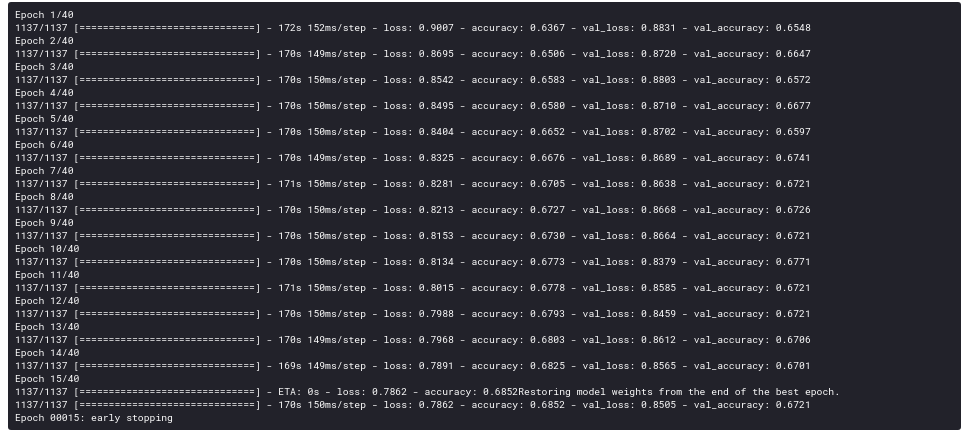 Epoch 1/40
1137/1137 [==============================] - 172s 152ms/step - loss: 0.9007 - accuracy: 0.6367 - val_loss: 0.8831 - val_accuracy: 0.6548
Epoch 2/40
1137/1137 [==============================] - 170s 149ms/step - loss: 0.8695 - accuracy: 0.6506 - val_loss: 0.8720 - val_accuracy: 0.6647
Epoch 3/40
1137/1137 [==============================] - 170s 150ms/step - loss: 0.8542 - accuracy: 0.6583 - val_loss: 0.8803 - val_accuracy: 0.6572
Epoch 4/40
1137/1137 [==============================] - 170s 150ms/step - loss: 0.8495 - accuracy: 0.6580 - val_loss: 0.8710 - val_accuracy: 0.6677
Epoch 5/40
1137/1137 [==============================] - 170s 150ms/step - loss: 0.8404 - accuracy: 0.6652 - val_loss: 0.8702 - val_accuracy: 0.6597
Epoch 6/40
1137/1137 [==============================] - 170s 149ms/step - loss: 0.8325 - accuracy: 0.6676 - val_loss: 0.8689 - val_accuracy: 0.6741
Epoch 7/40
1137/1137 [==============================] - 171s 150ms/step - loss: 0.8281 - accuracy: 0.6705 - val_loss: 0.8638 - val_accuracy: 0.6721
Epoch 8/40
1137/1137 [==============================] - 170s 150ms/step - loss: 0.8213 - accuracy: 0.6727 - val_loss: 0.8668 - val_accuracy: 0.6726
Epoch 9/40
1137/1137 [==============================] - 170s 150ms/step - loss: 0.8153 - accuracy: 0.6730 - val_loss: 0.8664 - val_accuracy: 0.6721
Epoch 10/40
1137/1137 [==============================] - 170s 150ms/step - loss: 0.8134 - accuracy: 0.6773 - val_loss: 0.8379 - val_accuracy: 0.6771
Epoch 11/40
1137/1137 [==============================] - 171s 150ms/step - loss: 0.8015 - accuracy: 0.6778 - val_loss: 0.8585 - val_accuracy: 0.6721
Epoch 12/40
1137/1137 [==============================] - 170s 150ms/step - loss: 0.7988 - accuracy: 0.6793 - val_loss: 0.8459 - val_accuracy: 0.6721
Epoch 13/40
1137/1137 [==============================] - 170s 149ms/step - loss: 0.7968 - accuracy: 0.6803 - val_loss: 0.8612 - val_accuracy: 0.6706
Epoch 14/40
1137/1137 [==============================] - 169s 149ms/step - loss: 0.7891 - accuracy: 0.6825 - val_loss: 0.8565 - val_accuracy: 0.6701
Epoch 15/40
1137/1137 [==============================] - ETA: 0s - loss: 0.7862 - accuracy: 0.6852Restoring model weights from the end of the best epoch.
1137/1137 [==============================] - 170s 150ms/step - loss: 0.7862 - accuracy: 0.6852 - val_loss: 0.8505 - val_accuracy: 0.6721
Epoch 00015: early stopping